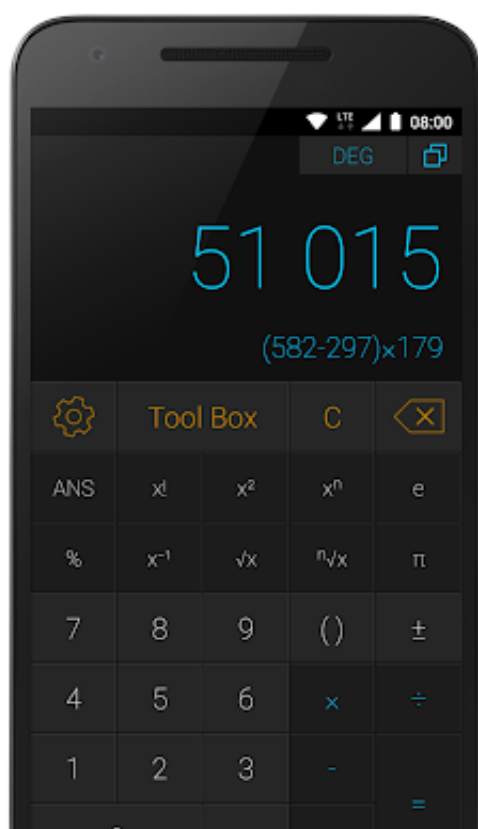 LTE 08:00
DEG
51 015
(582-297)×179
Tool Box C
ANS x! x² xⁿ e
% x⁻¹ √x ⁿ√x π
7 8 9 () ±
4 5 6 × ÷
1 2 3 -
=